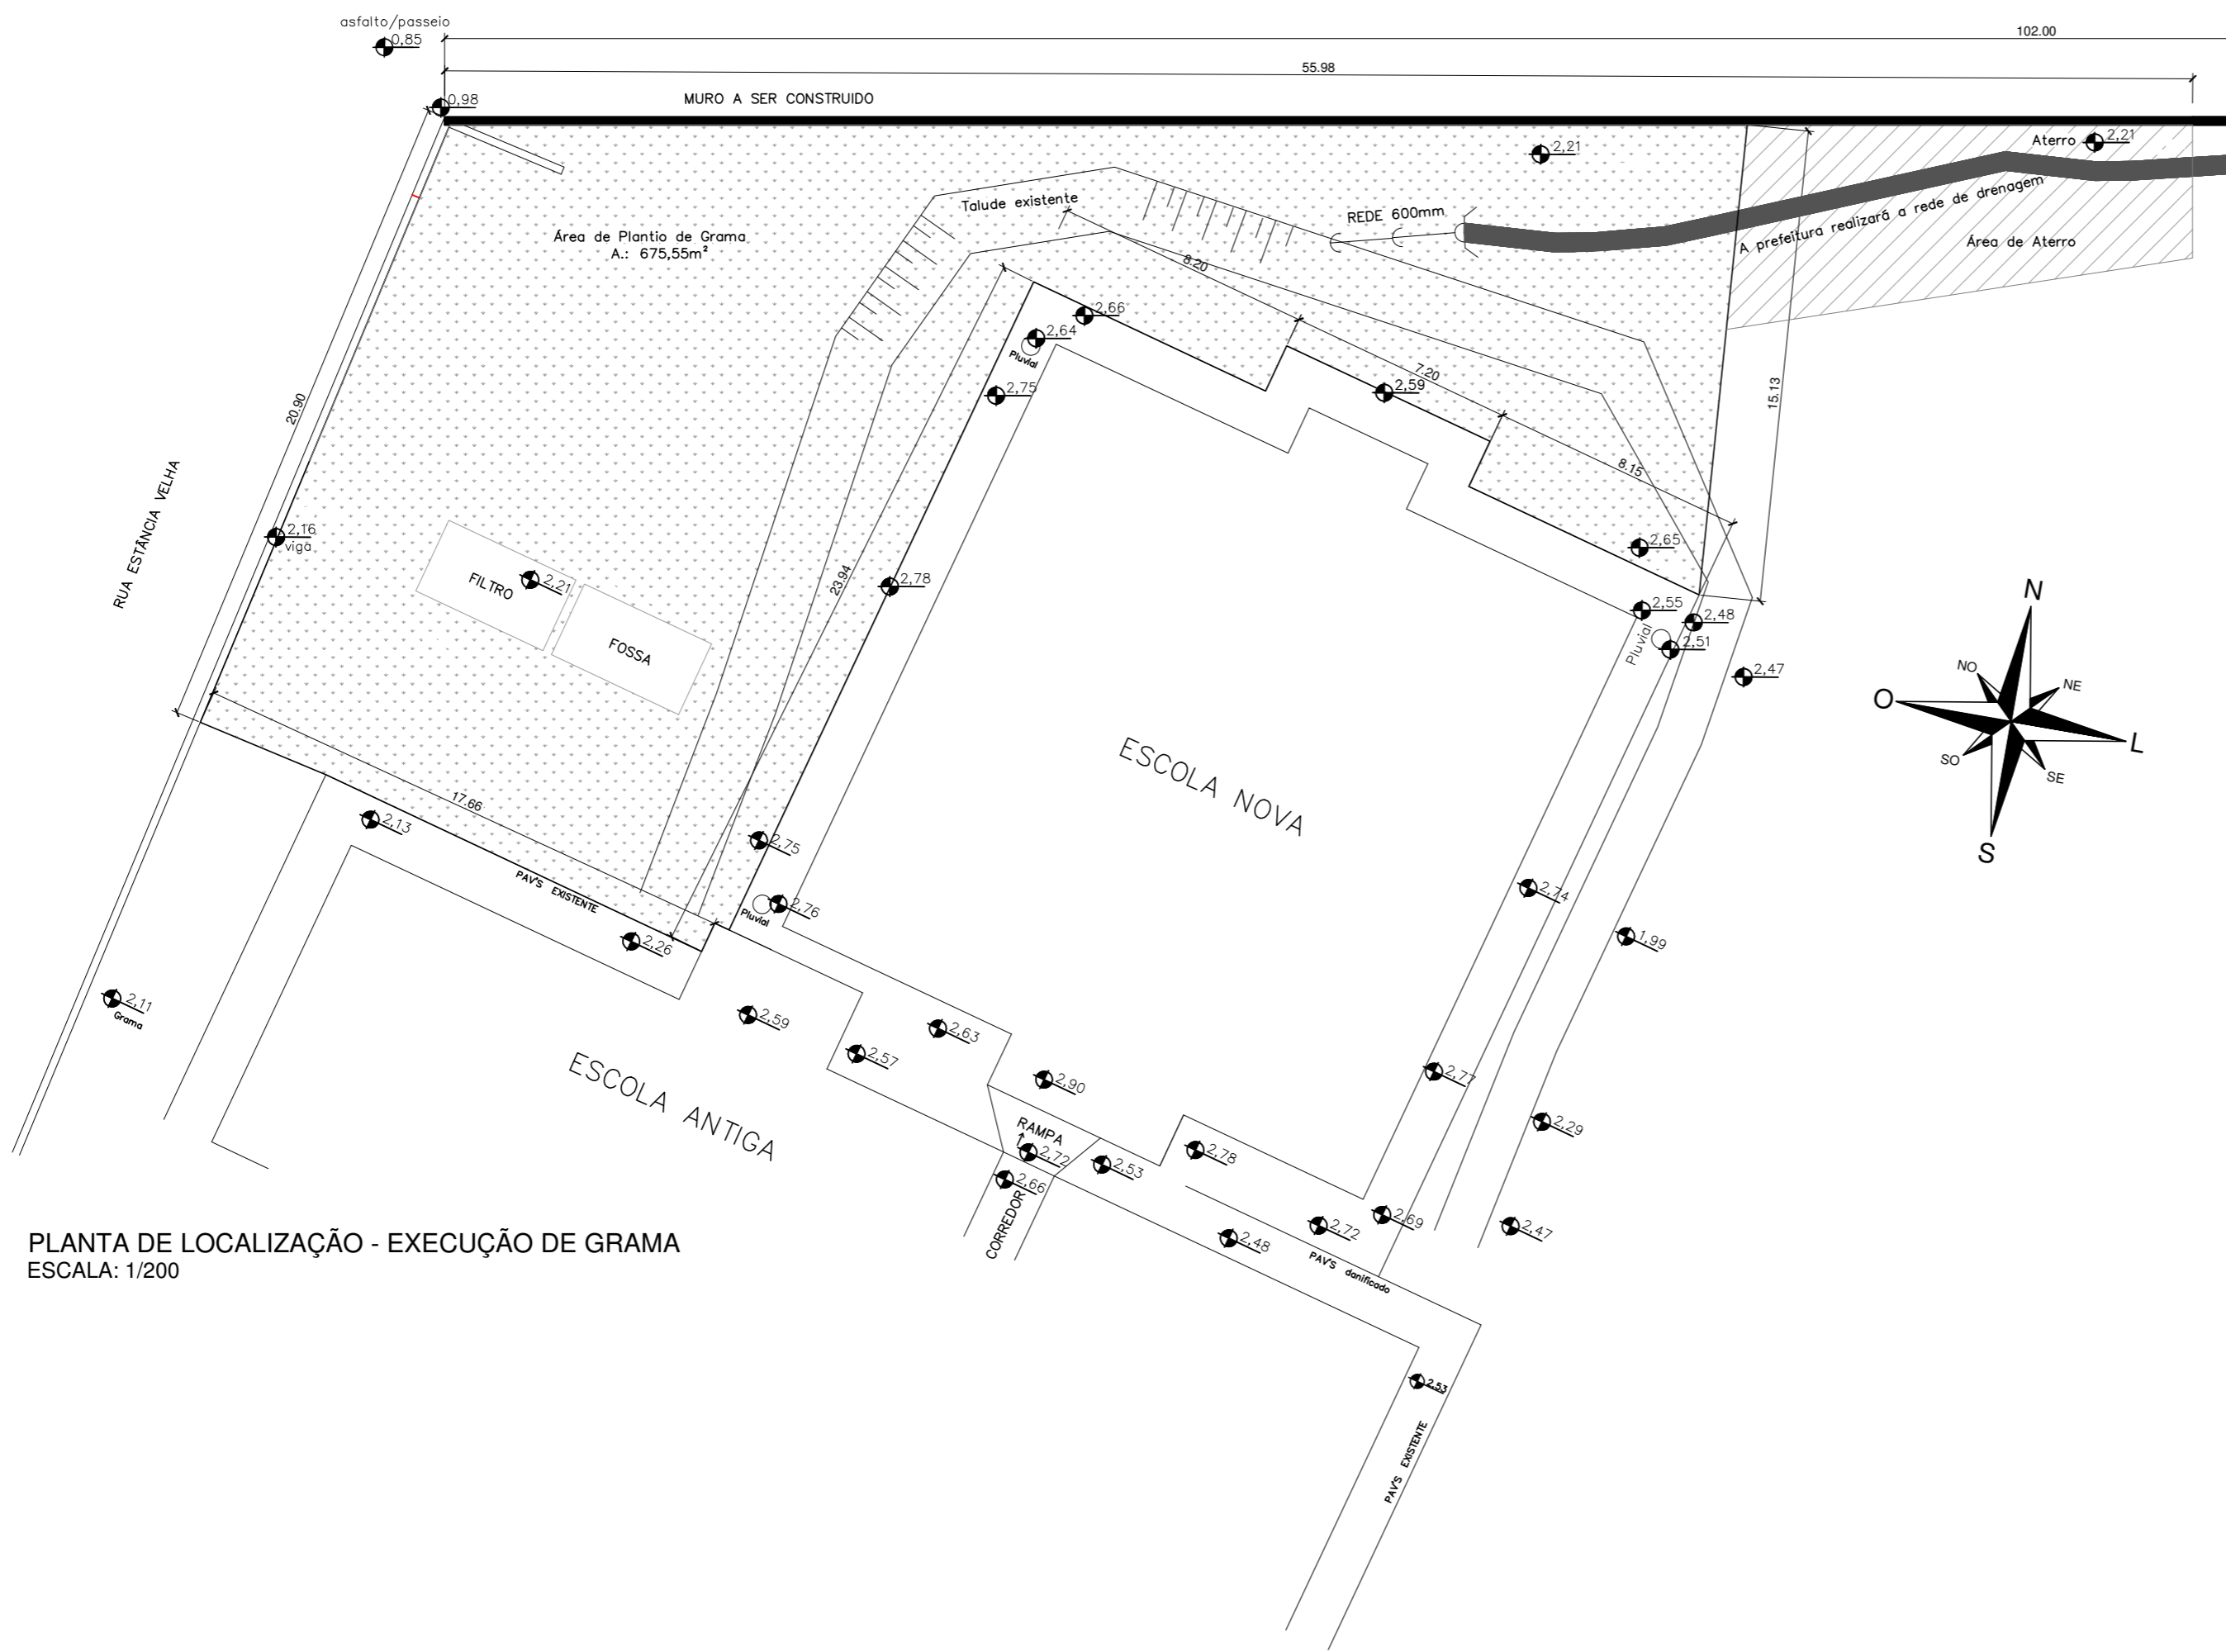 asfalto/passeio
0,85
102.00
55.98
0,98
MURO A SER CONSTRUIDO
2,21
Aterro
2,21
Talude existente
REDE 600mm
A prefeitura realizará a rede de drenagem
Área de Aterro
Área de Plantio de Grama
A.: 675,55m²
8.20
2,66
2,64
Pluvial
2,75
7.20
2,59
15.13
20.90
8.15
RUA ESTÂNCIA VELHA
2,16
viga
FILTRO
2,21
FOSSA
23.94
2,78
2,65
2,55
2,48
Pluvial
2,51
2,47
N
NO
NE
O
L
SO
SE
S
ESCOLA NOVA
17.66
2,13
PAV'S EXISTENTE
2,75
2,76
Pluvial
2,26
2,74
1,99
2,11
Grama
2,59
2,63
2,57
2,90
2,77
ESCOLA ANTIGA
RAMPA
2,72
2,53
2,78
2,29
2,66
CORREDOR
2,48
2,72
2,69
2,47
PAV'S danificado
PLANTA DE LOCALIZAÇÃO - EXECUÇÃO DE GRAMA
ESCALA: 1/200
2,53
PAV'S EXISTENTE